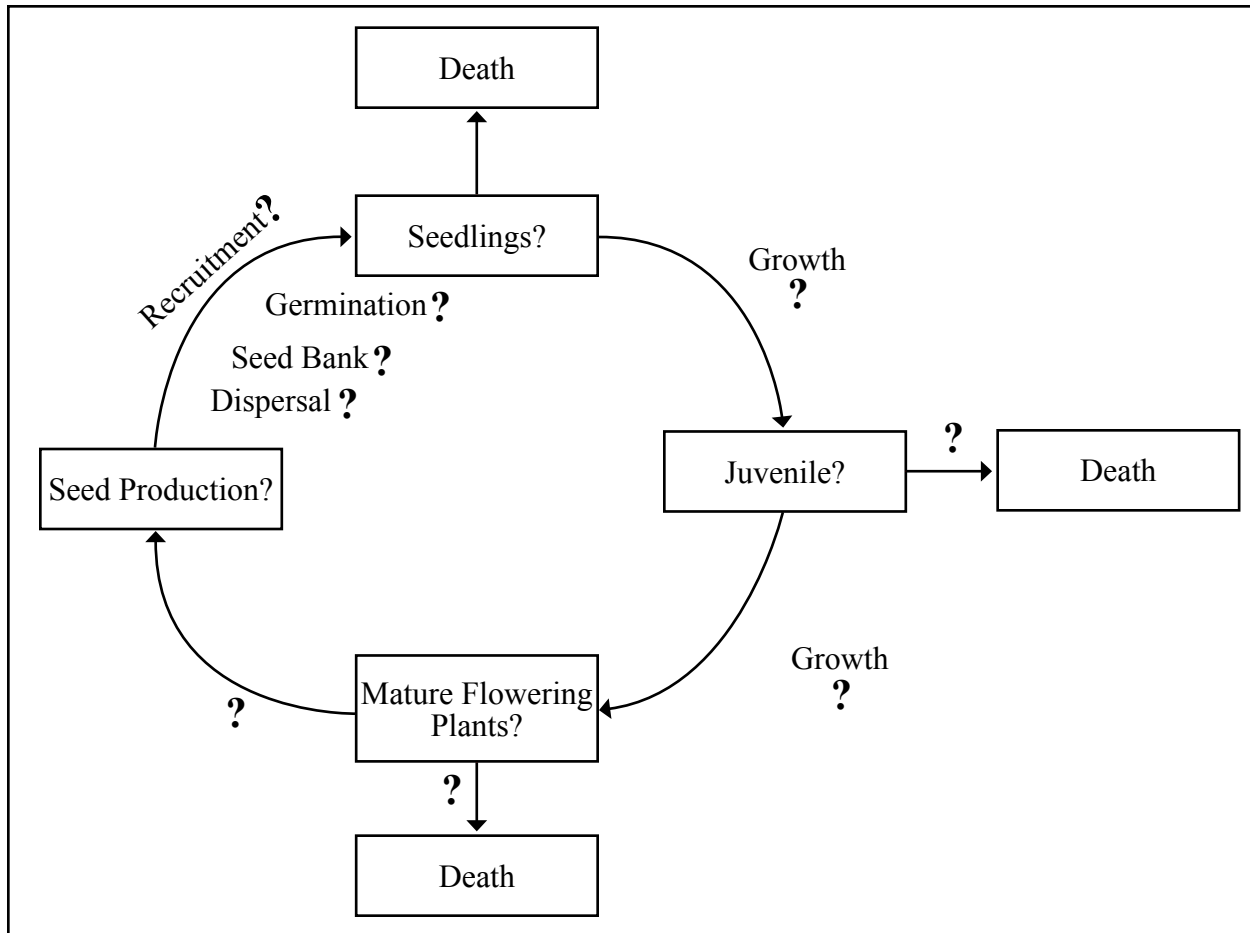 Death
Seedlings?
Recruitment?
Germination?
Seed Bank?
Dispersal?
Growth
?
Seed Production?
Juvenile?
?
Death
Growth
?
Mature Flowering
Plants?
?
?
Death